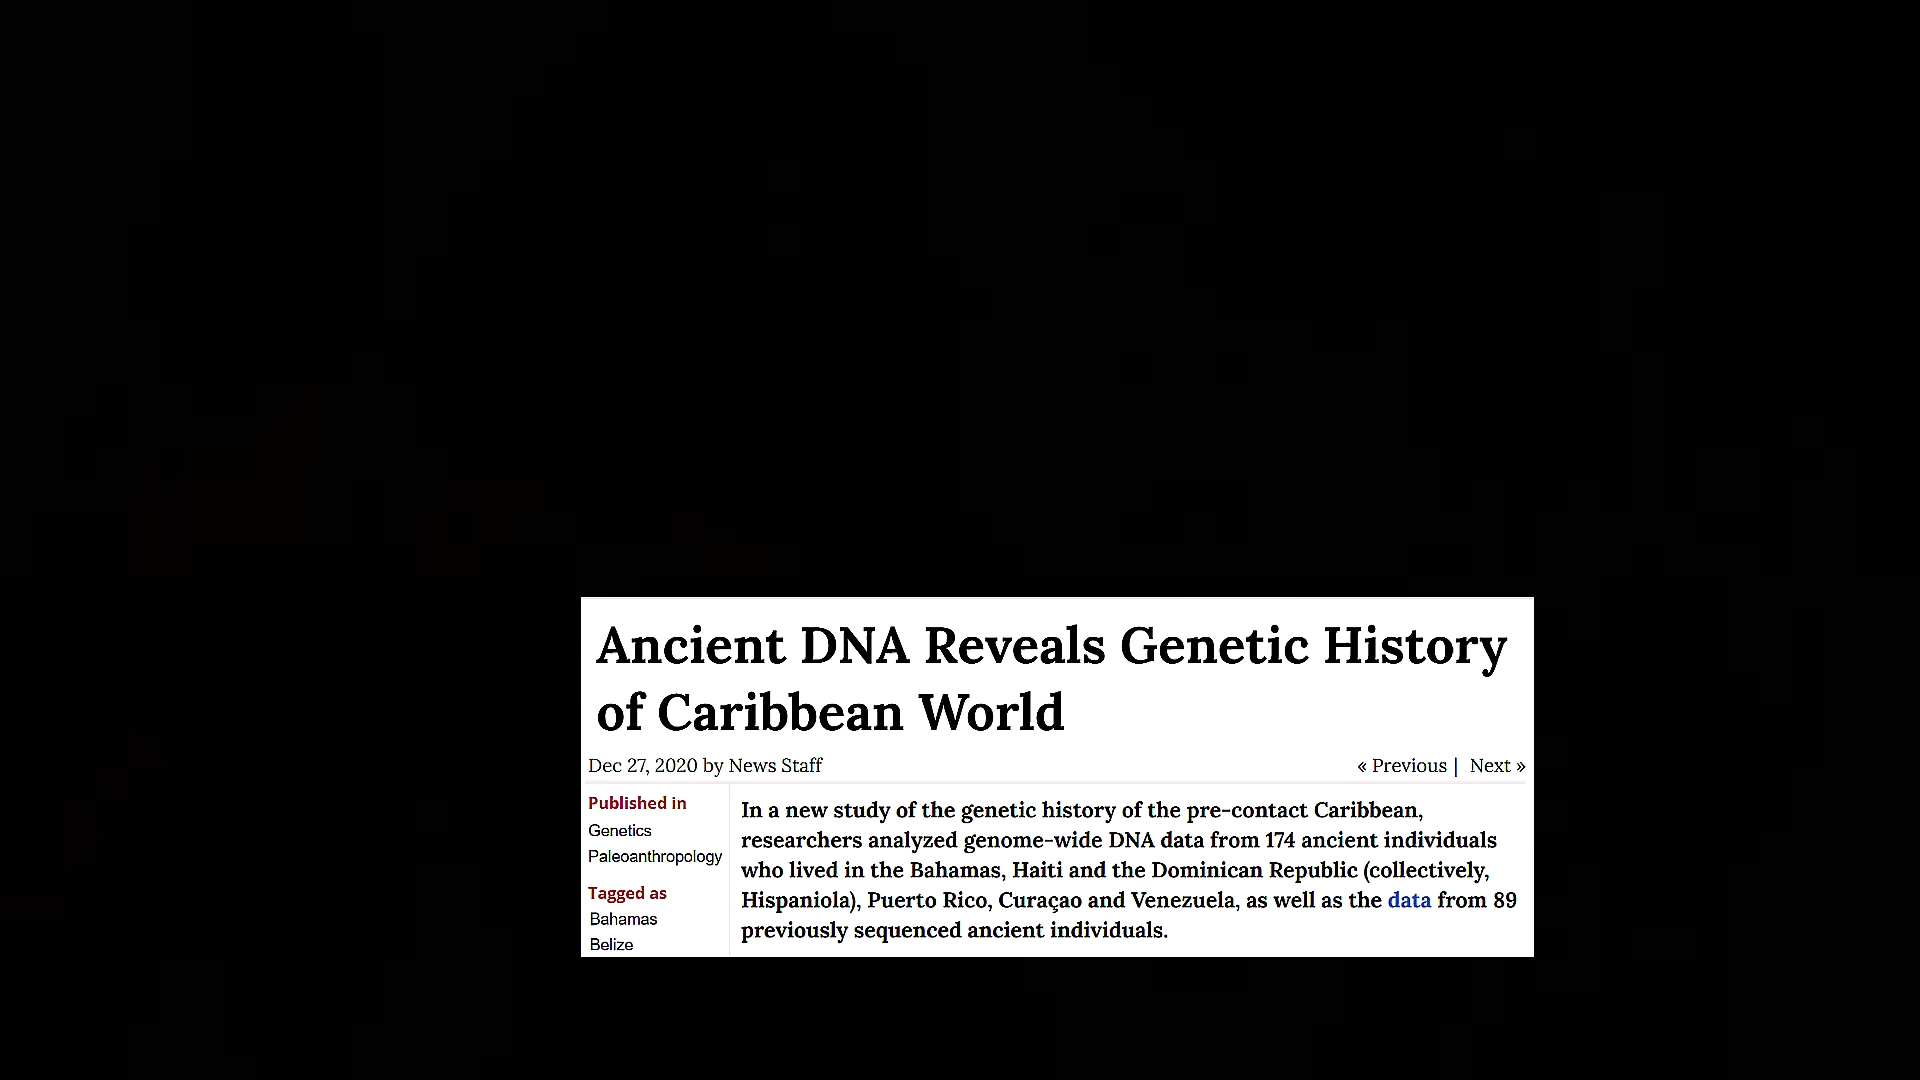 Ancient DNA Reveals Genetic History
of Caribbean World
Dec 27, 2020 by News Staff
« Previous | Next »
Published in
Genetics
Paleoanthropology
Tagged as
Bahamas
Belize
In a new study of the genetic history of the pre-contact Caribbean,
researchers analyzed genome-wide DNA data from 174 ancient individuals
who lived in the Bahamas, Haiti and the Dominican Republic (collectively,
Hispaniola), Puerto Rico, Curaçao and Venezuela, as well as the data from 89
previously sequenced ancient individuals.